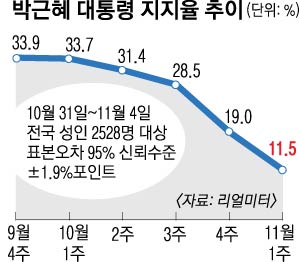 박근혜 대통령 지지율 추이(단위: %)
33.9 33.7 31.4 28.5 19.0 11.5
10월 31일~11월 4일
전국 성인 2528명 대상
표본오차 95% 신뢰수준
±1.9%포인트
〈자료: 리얼미터〉
9월 10월 2주 3주 4주 11월
4주 1주 1주